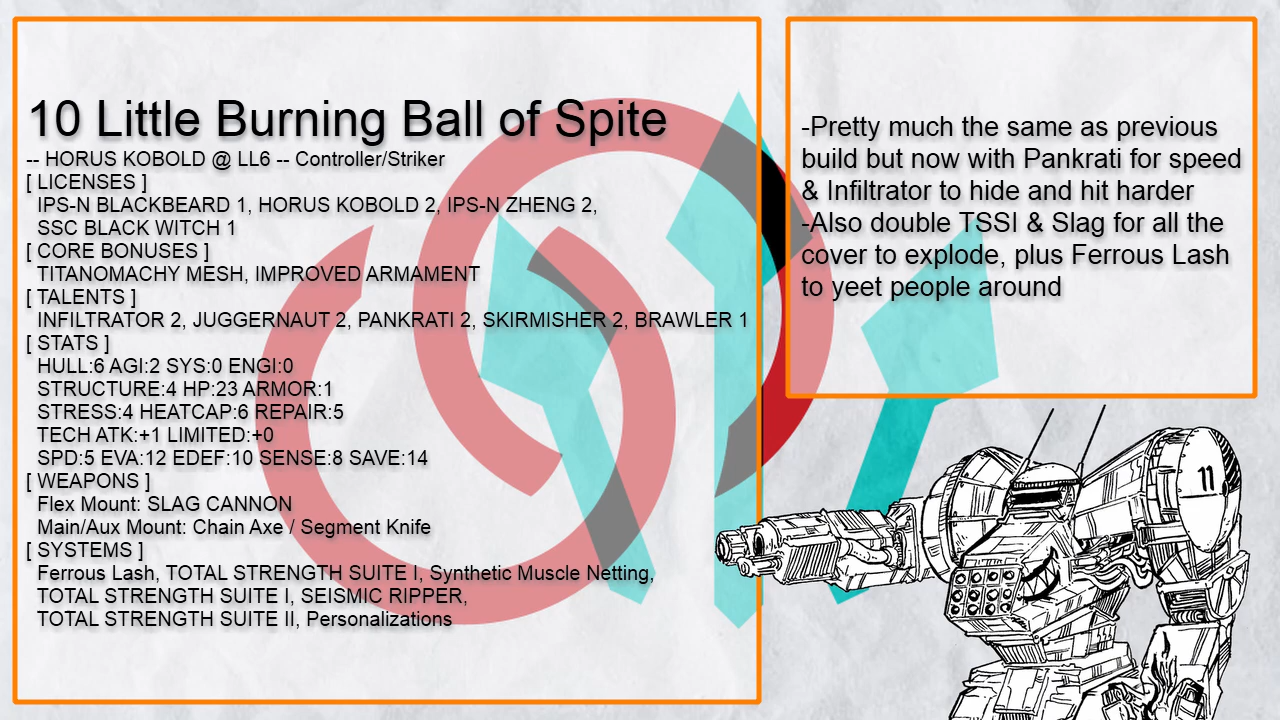 10 Little Burning Ball of Spite
-- HORUS KOBOLD @ LL6 -- Controller/Striker
[ LICENSES ]
IPS-N BLACKBEARD 1, HORUS KOBOLD 2, IPS-N ZHENG 2,
SSC BLACK WITCH 1
[ CORE BONUSES ]
TITANOMACHY MESH, IMPROVED ARMAMENT
[ TALENTS ]
INFILTRATOR 2, JUGGERNAUT 2, PANKRATI 2, SKIRMISHER 2, BRAWLER 1
[ STATS ]
HULL:6 AGI:2 SYS:0 ENGI:0
STRUCTURE:4 HP:23 ARMOR:1
STRESS:4 HEATCAP:6 REPAIR:5
TECH ATK:+1 LIMITED:+0
SPD:5 EVA:12 EDEF:10 SENSE:8 SAVE:14
[ WEAPONS ]
Flex Mount: SLAG CANNON
Main/Aux Mount: Chain Axe / Segment Knife
[ SYSTEMS ]
Ferrous Lash, TOTAL STRENGTH SUITE I, Synthetic Muscle Netting,
TOTAL STRENGTH SUITE I, SEISMIC RIPPER,
TOTAL STRENGTH SUITE II, Personalizations
-Pretty much the same as previous
build but now with Pankrati for speed
& Infiltrator to hide and hit harder
-Also double TSSI & Slag for all the
cover to explode, plus Ferrous Lash
to yeet people around
11